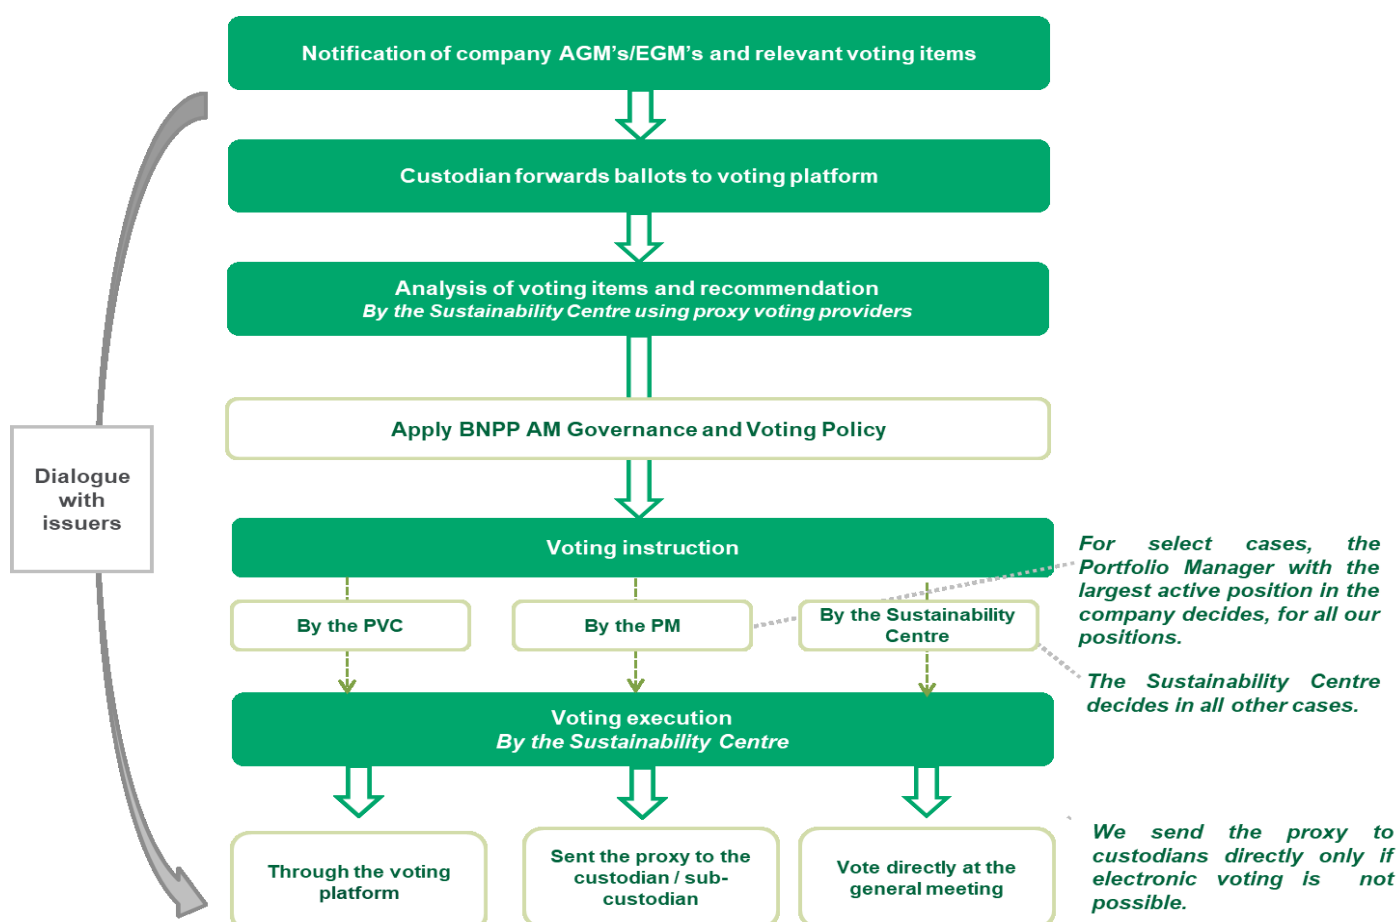 Notification of company AGM's/EGM's and relevant voting items
Custodian forwards ballots to voting platform
Analysis of voting items and recommendation
By the Sustainability Centre using proxy voting providers
Apply BNPP AM Governance and Voting Policy
Dialogue
with
issuers
Voting instruction
For select cases, the
Portfolio Manager with the
largest active position in the
company decides, for all our
positions.
By the PVC
By the PM
By the Sustainability
Centre
The Sustainability Centre
decides in all other cases.
Voting execution
By the Sustainability Centre
Through the voting
platform
Sent the proxy to the
custodian / sub-
custodian
Vote directly at the
general meeting
We send the proxy to
custodians directly only if
electronic voting is not
possible.